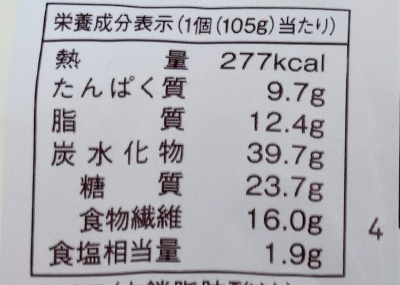 栄養成分表示(1個(105g)当たり)
熱量 277kcal
たんぱく質 9.7g
脂質 12.4g
炭水化物 39.7g
糖質 23.7g
食物繊維 16.0g
食塩相当量 1.9g
4